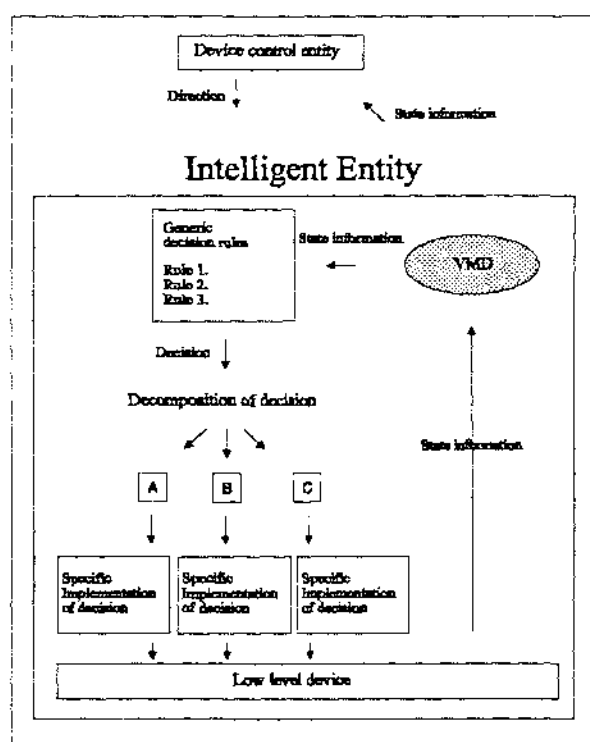 Device control entity
Direction
State information
Intelligent Entity
Generic
decision rules
Rule 1.
Rule 2.
Rule 3.
State information
VMD
Decision
Decomposition of decision
State information
A
B
C
Specific
Implementation
of decision
Specific
Implementation
of decision
Specific
Implementation
of decision
Low level device